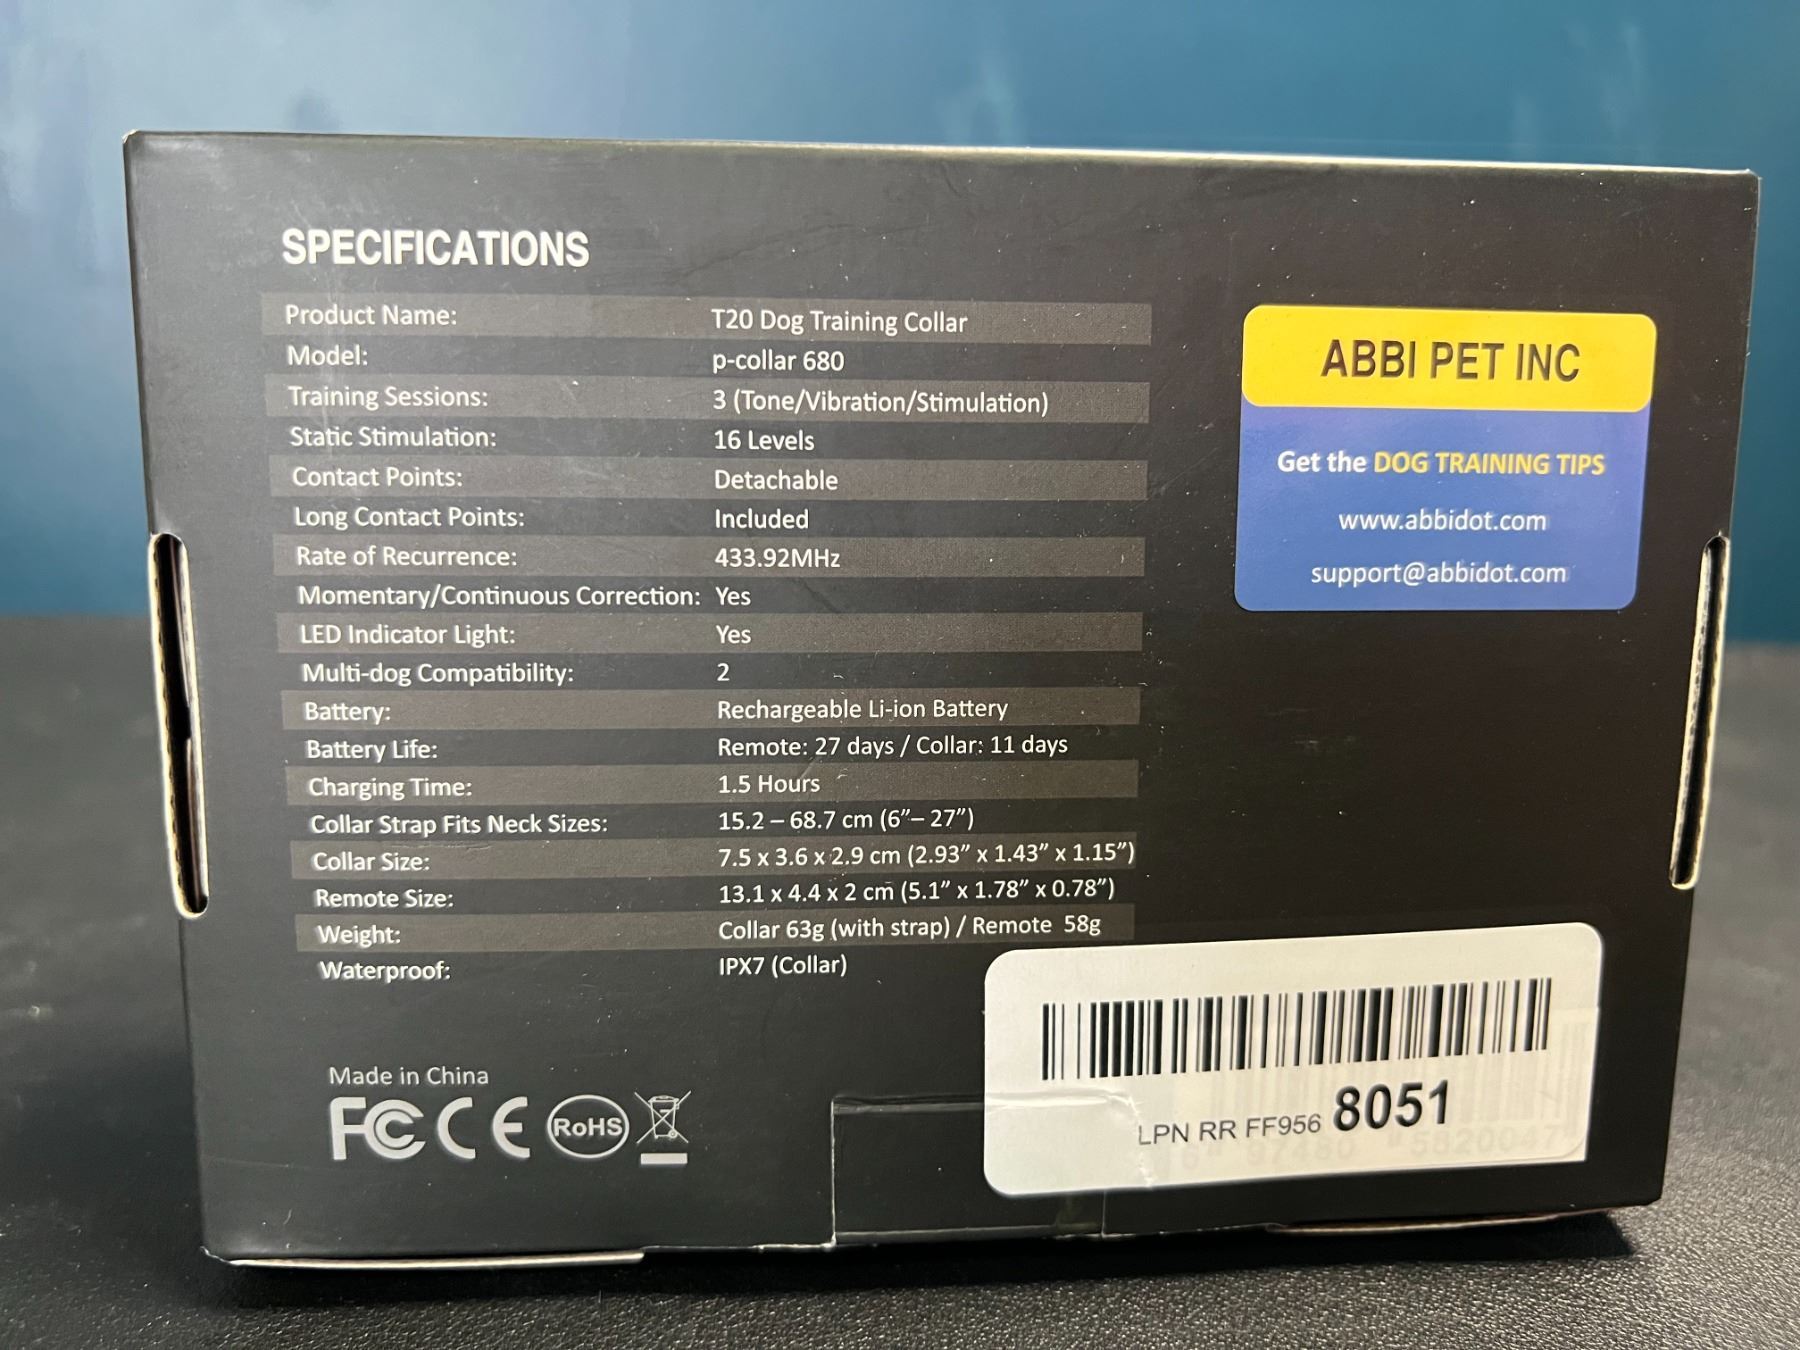 SPECIFICATIONS
Product Name: T20 Dog Training Collar
Model: p-collar 680
Training Sessions: 3 (Tone/Vibration/Stimulation)
Static Stimulation: 16 Levels
Contact Points: Detachable
Long Contact Points: Included
Rate of Recurrence: 433.92MHz
Momentary/Continuous Correction: Yes
LED Indicator Light: Yes
Multi-dog Compatibility: 2
Battery: Rechargeable Li-ion Battery
Battery Life: Remote: 27 days / Collar: 11 days
Charging Time: 1.5 Hours
Collar Strap Fits Neck Sizes: 15.2 – 68.7 cm (6”– 27”)
Collar Size: 7.5 x 3.6 x 2.9 cm (2.93” x 1.43” x 1.15”)
Remote Size: 13.1 x 4.4 x 2 cm (5.1” x 1.78” x 0.78”)
Weight: Collar 63g (with strap) / Remote 58g
Waterproof: IPX7 (Collar)
ABBI PET INC
Get the DOG TRAINING TIPS
www.abbidot.com
support@abbidot.com
Made in China
FC CE RoHS
LPN RR FF956 8051